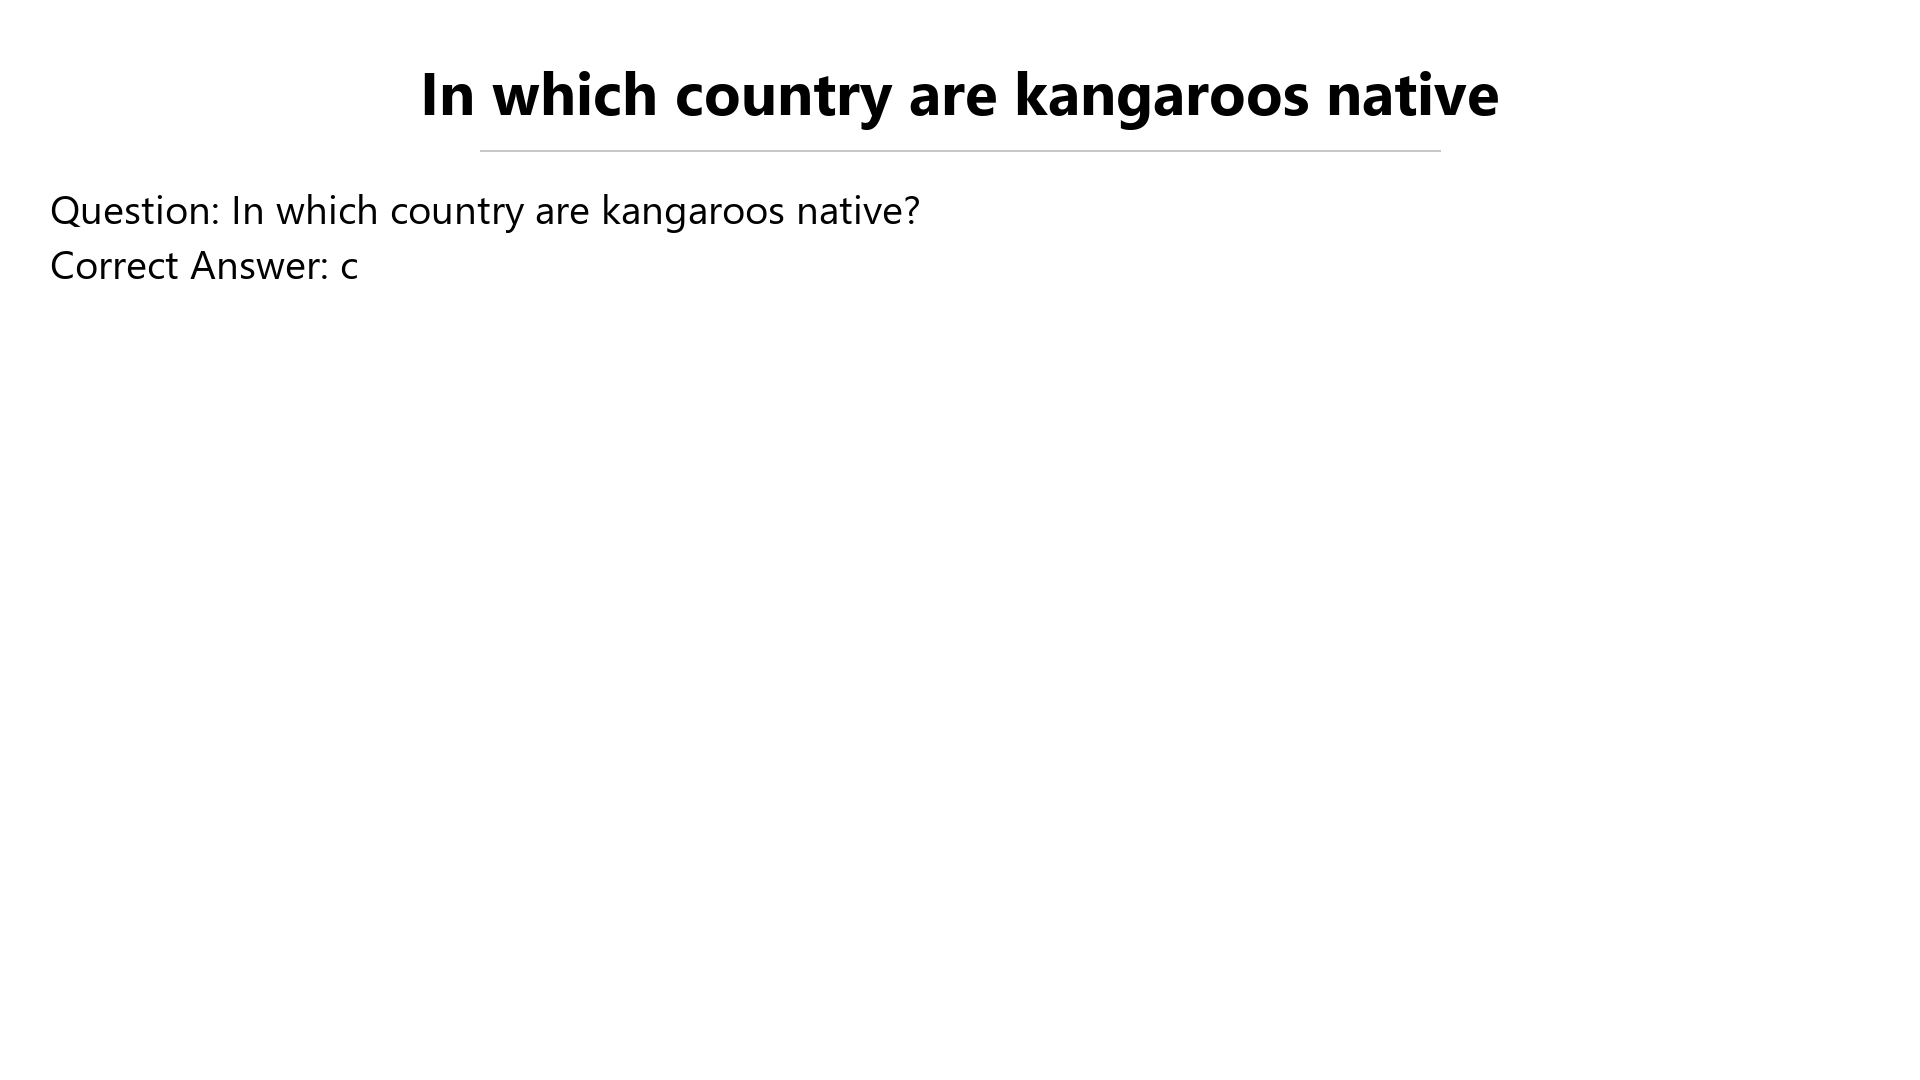 In which country are kangaroos native
Question: In which country are kangaroos native?
Correct Answer: c